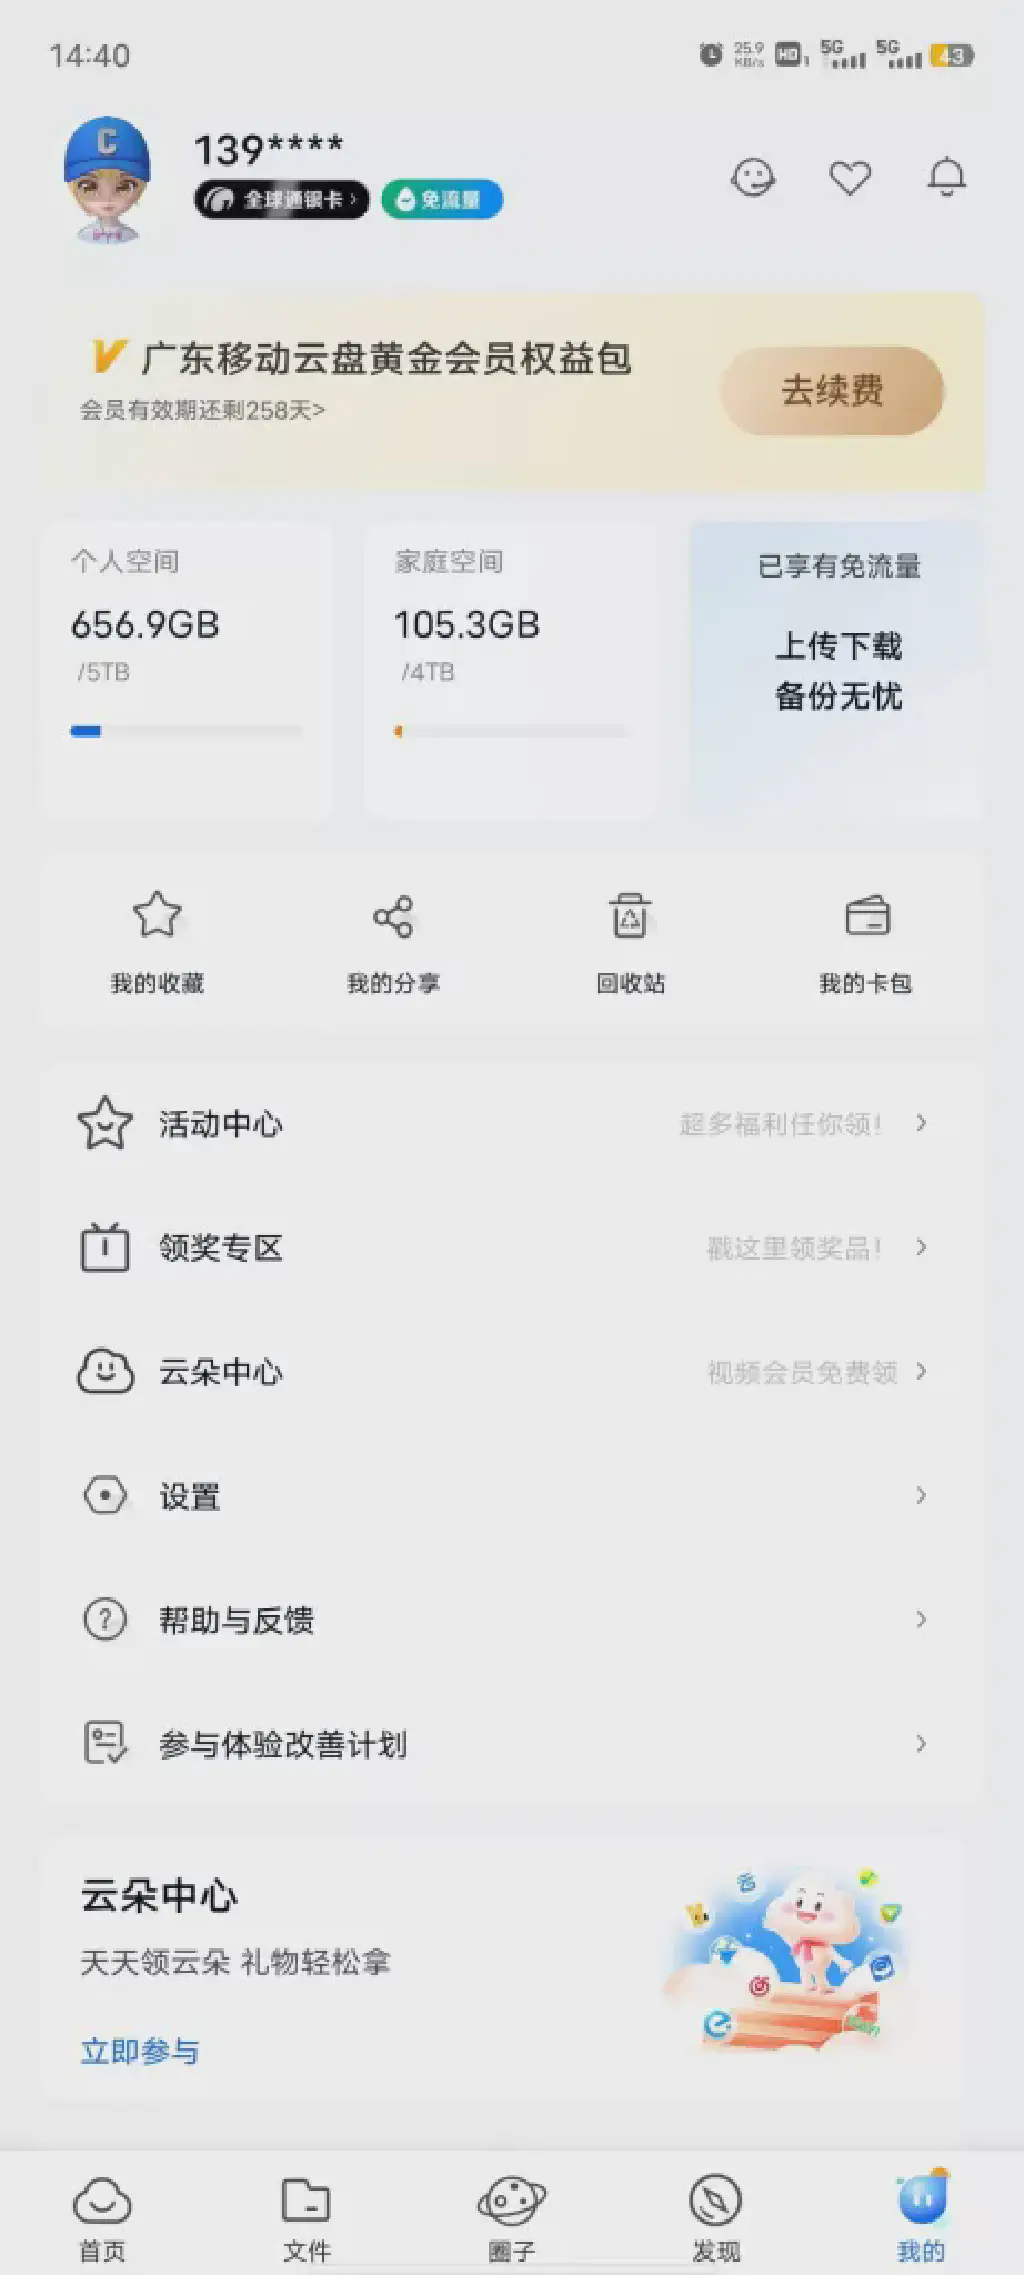 14:40
25.9
KB/s
HD 1
5G
5G
43
C
139****
全球通银卡
免流量
广东移动云盘黄金会员权益包
会员有效期还剩258天>
去续费
个人空间
656.9GB
/5TB
家庭空间
105.3GB
/4TB
已享有免流量
上传下载
备份无忧
我的收藏
我的分享
回收站
我的卡包
活动中心
超多福利任你领!
领奖专区
戳这里领奖品!
云朵中心
视频会员免费领
设置
帮助与反馈
参与体验改善计划
云朵中心
天天领云朵 礼物轻松拿
立即参与
首页
文件
圈子
发现
我的